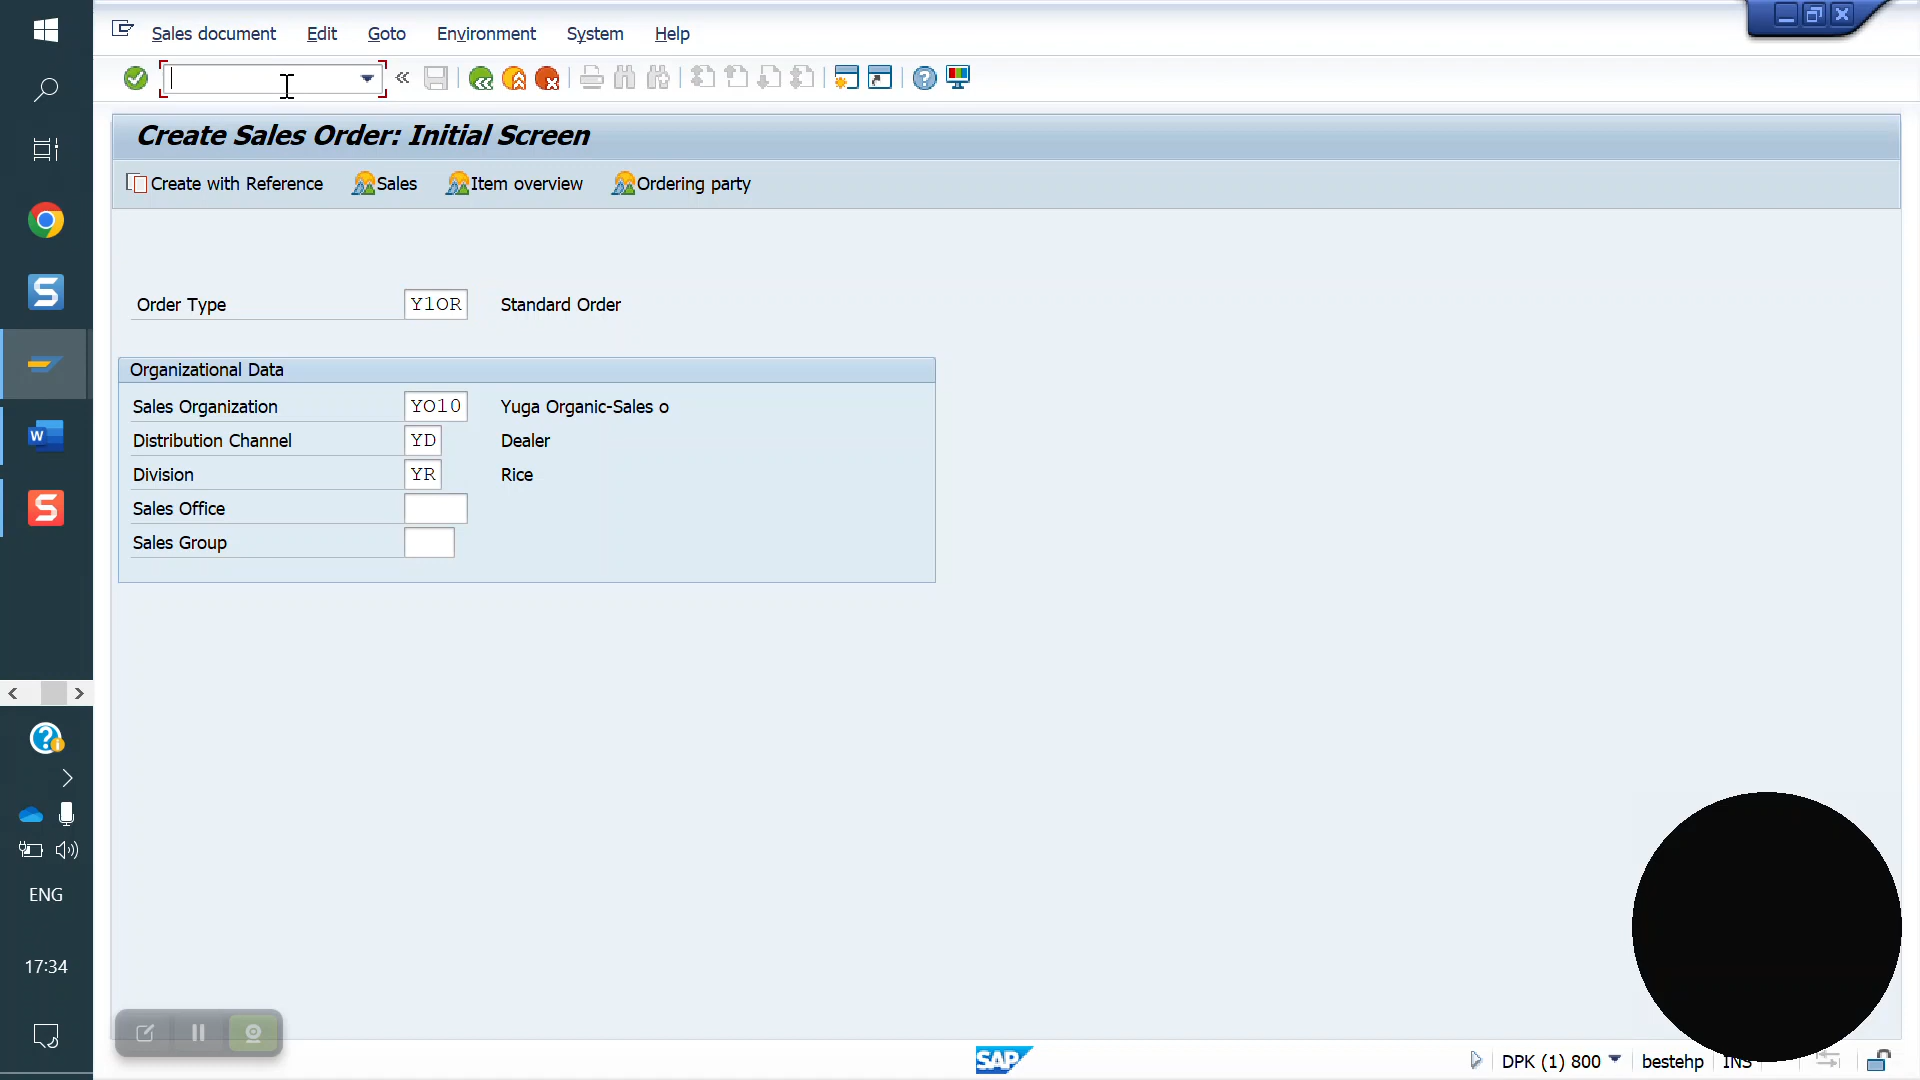 Sales document Edit Goto Environment System Help
Create Sales Order: Initial Screen
Create with Reference Sales Item overview Ordering party
Order Type Y1OR Standard Order
Organizational Data
Sales Organization YO10 Yuga Organic-Sales o
Distribution Channel YD Dealer
Division YR Rice
Sales Office
Sales Group
ENG
17:34
SAP
DPK (1) 800 bestehp INS